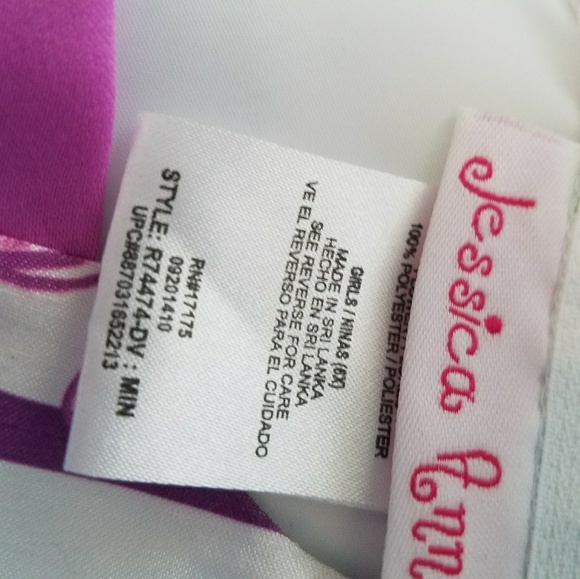 Jessica Ann
100% POLYESTER / POLIESTER
GIRLS / NINAS (6X)
MADE IN SRI LANKA
HECHO EN SRI LANKA
SEE REVERSE FOR CARE
VE EL REVERSO PARA EL CUIDADO
RN#17175
09201410
STYLE: R74474-DV : MIN
UPC#887031652213